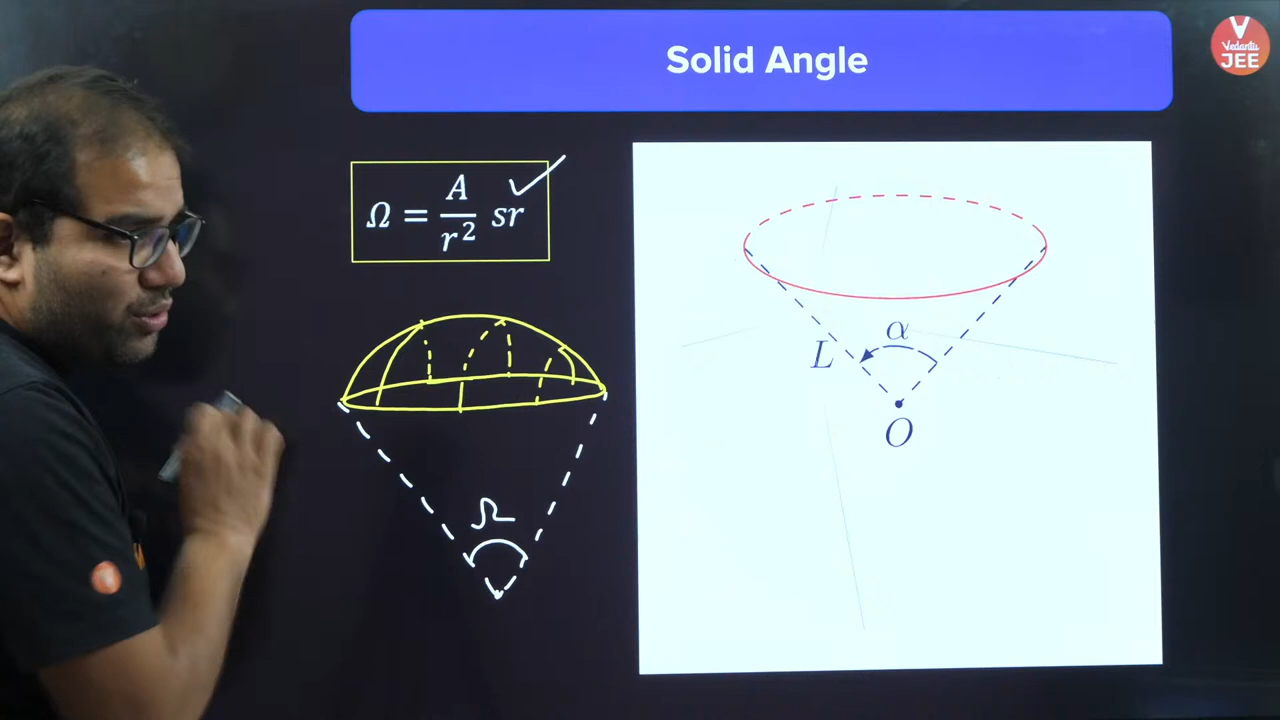 Solid Angle
V
Vedantu
JEE
Ω = A/r² sr
α
L
O
Ω